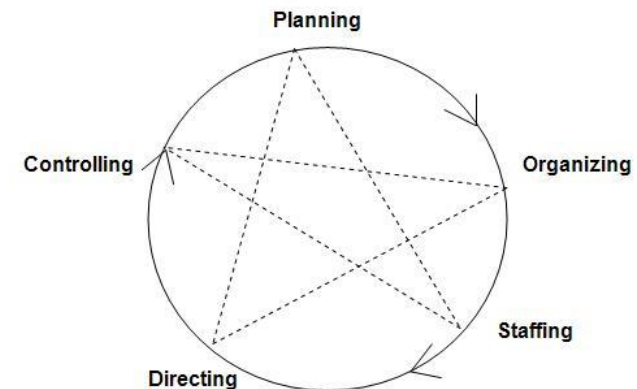 Planning
Controlling
Organizing
Staffing
Directing